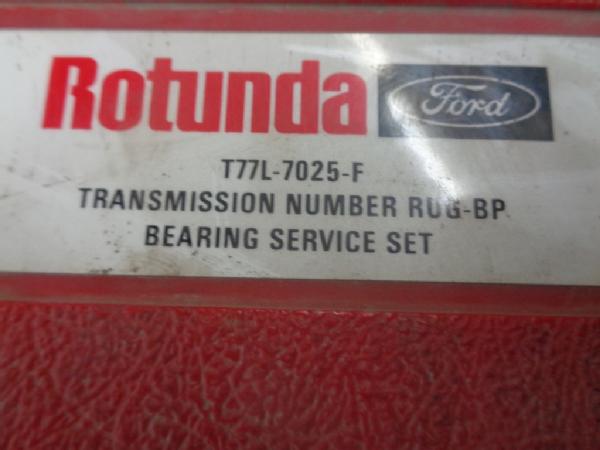 Rotunda Ford
T77L-7025-F
TRANSMISSION NUMBER RUG-BP
BEARING SERVICE SET